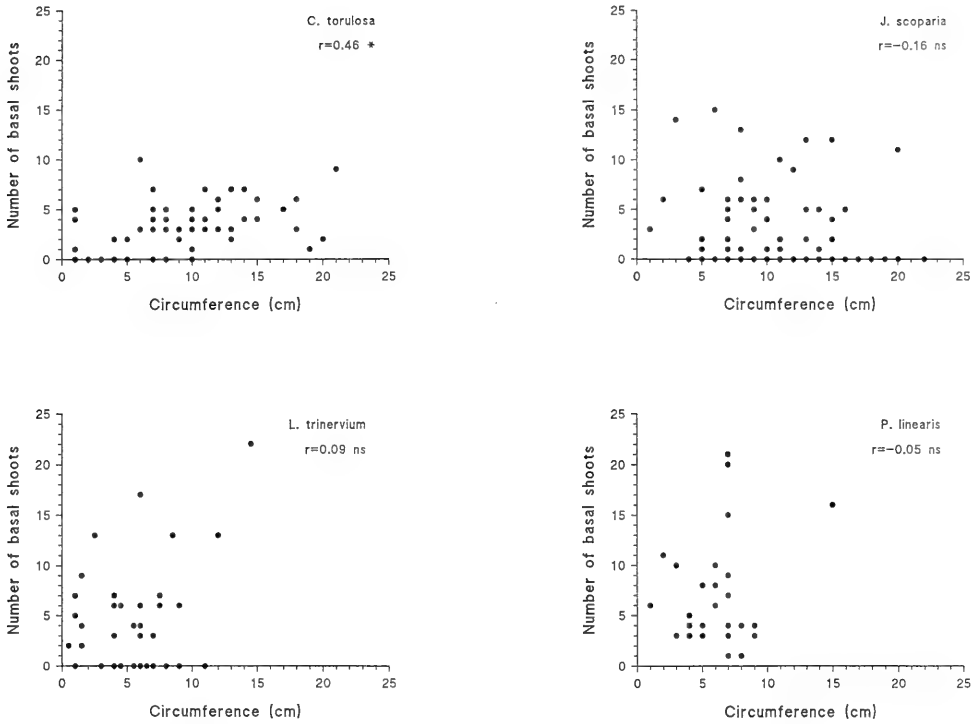 C. torulosa
r=0.46 *
25
20
15
10
5
0
Number of basal shoots
0 5 10 15 20 25
Circumference (cm)
J. scoparia
r=−0.16 ns
25
20
15
10
5
0
Number of basal shoots
0 5 10 15 20 25
Circumference (cm)
L. trinervium
r=0.09 ns
25
20
15
10
5
0
Number of basal shoots
0 5 10 15 20 25
Circumference (cm)
P. linearis
r=−0.05 ns
25
20
15
10
5
0
Number of basal shoots
0 5 10 15 20 25
Circumference (cm)